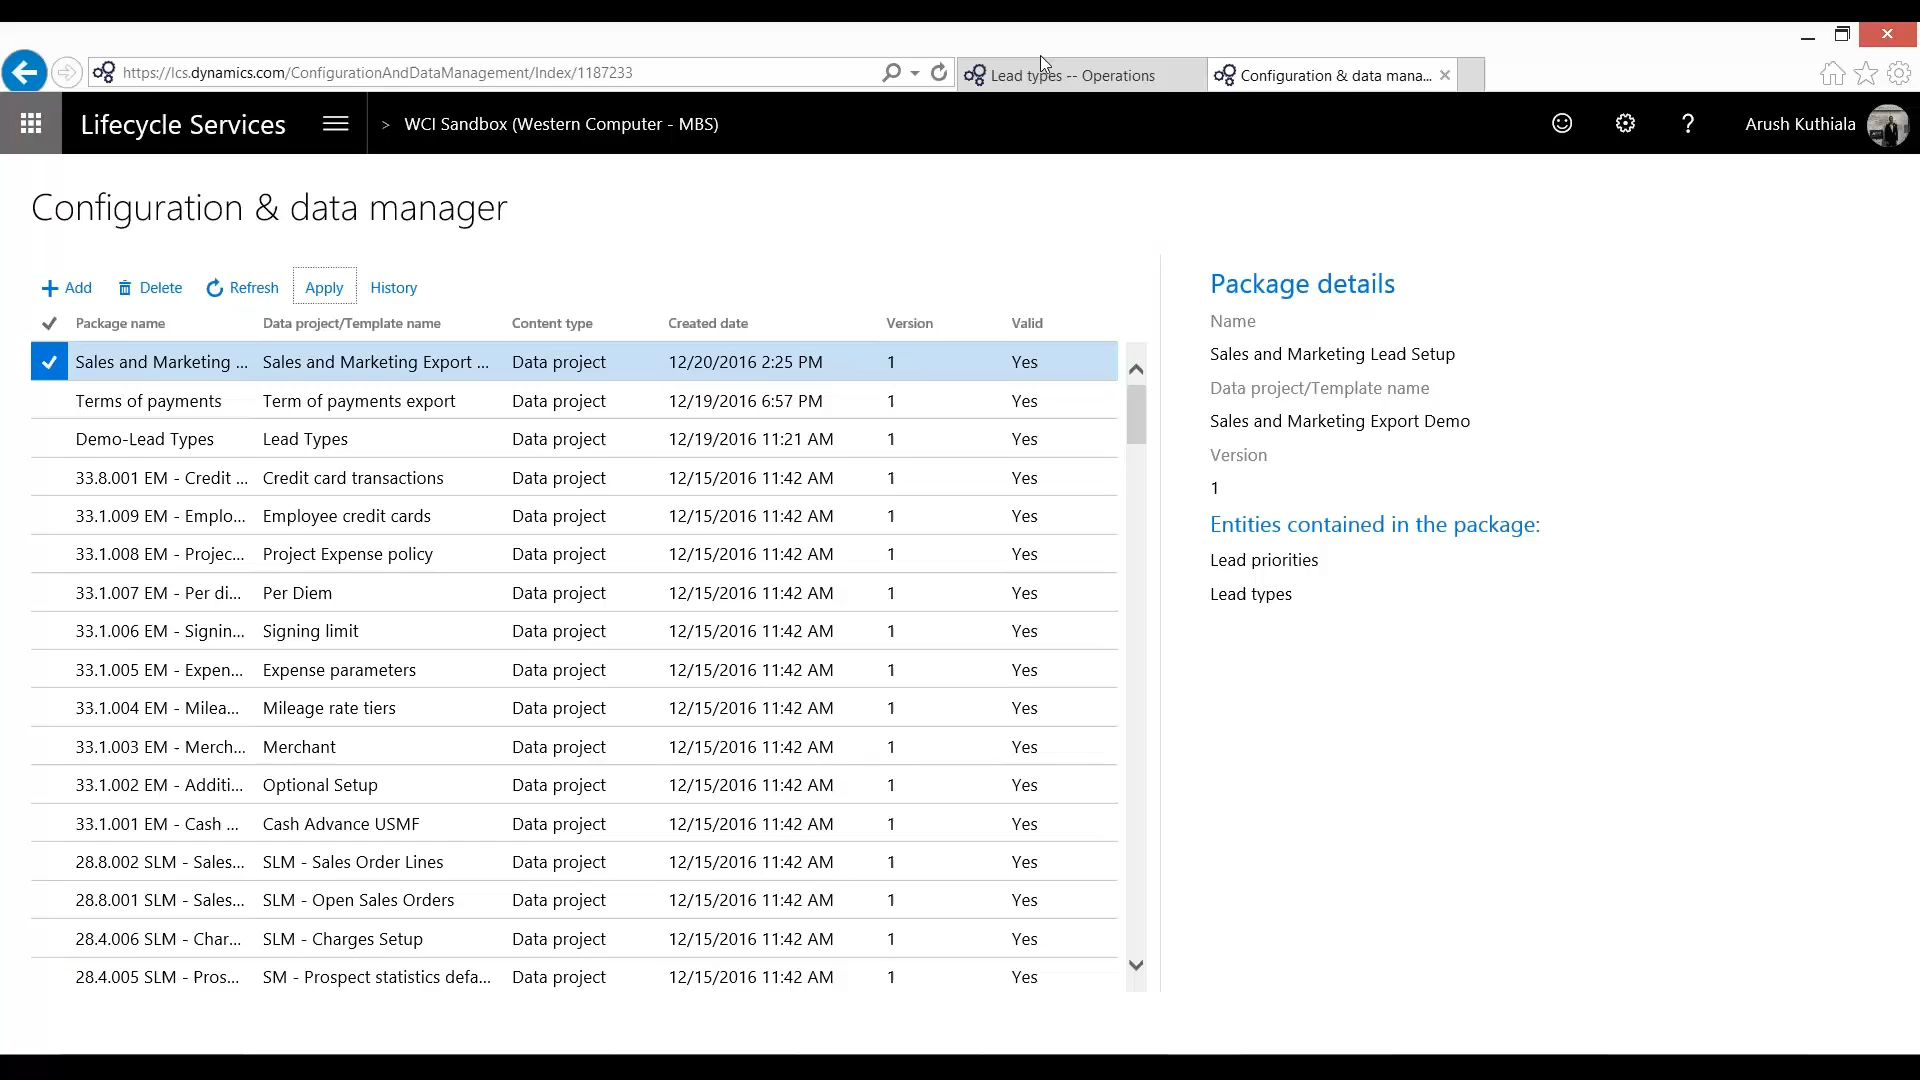 https://lcs.dynamics.com/ConfigurationAndDataManagement/Index/1187233
Lead types -- Operations
Configuration & data mana...
Lifecycle Services
> WCI Sandbox (Western Computer - MBS)
?
Arush Kuthiala
Configuration & data manager
Add Delete Refresh Apply History
Package name Data project/Template name Content type Created date Version Valid
Sales and Marketing ... Sales and Marketing Export ... Data project 12/20/2016 2:25 PM 1 Yes
Terms of payments Term of payments export Data project 12/19/2016 6:57 PM 1 Yes
Demo-Lead Types Lead Types Data project 12/19/2016 11:21 AM 1 Yes
33.8.001 EM - Credit ... Credit card transactions Data project 12/15/2016 11:42 AM 1 Yes
33.1.009 EM - Emplo... Employee credit cards Data project 12/15/2016 11:42 AM 1 Yes
33.1.008 EM - Projec... Project Expense policy Data project 12/15/2016 11:42 AM 1 Yes
33.1.007 EM - Per di... Per Diem Data project 12/15/2016 11:42 AM 1 Yes
33.1.006 EM - Signin... Signing limit Data project 12/15/2016 11:42 AM 1 Yes
33.1.005 EM - Expen... Expense parameters Data project 12/15/2016 11:42 AM 1 Yes
33.1.004 EM - Milea... Mileage rate tiers Data project 12/15/2016 11:42 AM 1 Yes
33.1.003 EM - Merch... Merchant Data project 12/15/2016 11:42 AM 1 Yes
33.1.002 EM - Additi... Optional Setup Data project 12/15/2016 11:42 AM 1 Yes
33.1.001 EM - Cash ... Cash Advance USMF Data project 12/15/2016 11:42 AM 1 Yes
28.8.002 SLM - Sales... SLM - Sales Order Lines Data project 12/15/2016 11:42 AM 1 Yes
28.8.001 SLM - Sales... SLM - Open Sales Orders Data project 12/15/2016 11:42 AM 1 Yes
28.4.006 SLM - Char... SLM - Charges Setup Data project 12/15/2016 11:42 AM 1 Yes
28.4.005 SLM - Pros... SM - Prospect statistics defa... Data project 12/15/2016 11:42 AM 1 Yes
Package details
Name
Sales and Marketing Lead Setup
Data project/Template name
Sales and Marketing Export Demo
Version
1
Entities contained in the package:
Lead priorities
Lead types